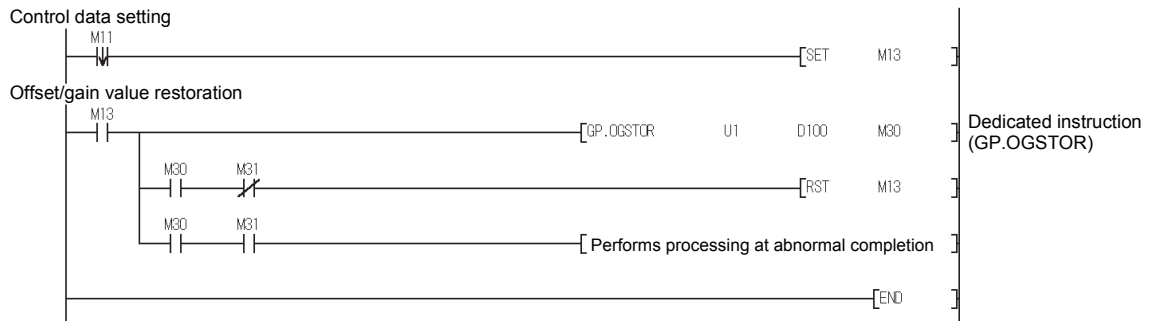 Control data setting
M11
SET M13
Offset/gain value restoration
M13
GP.OGSTOR U1 D100 M30
Dedicated instruction
(GP.OGSTOR)
M30 M31
RST M13
M30 M31
Performs processing at abnormal completion
END